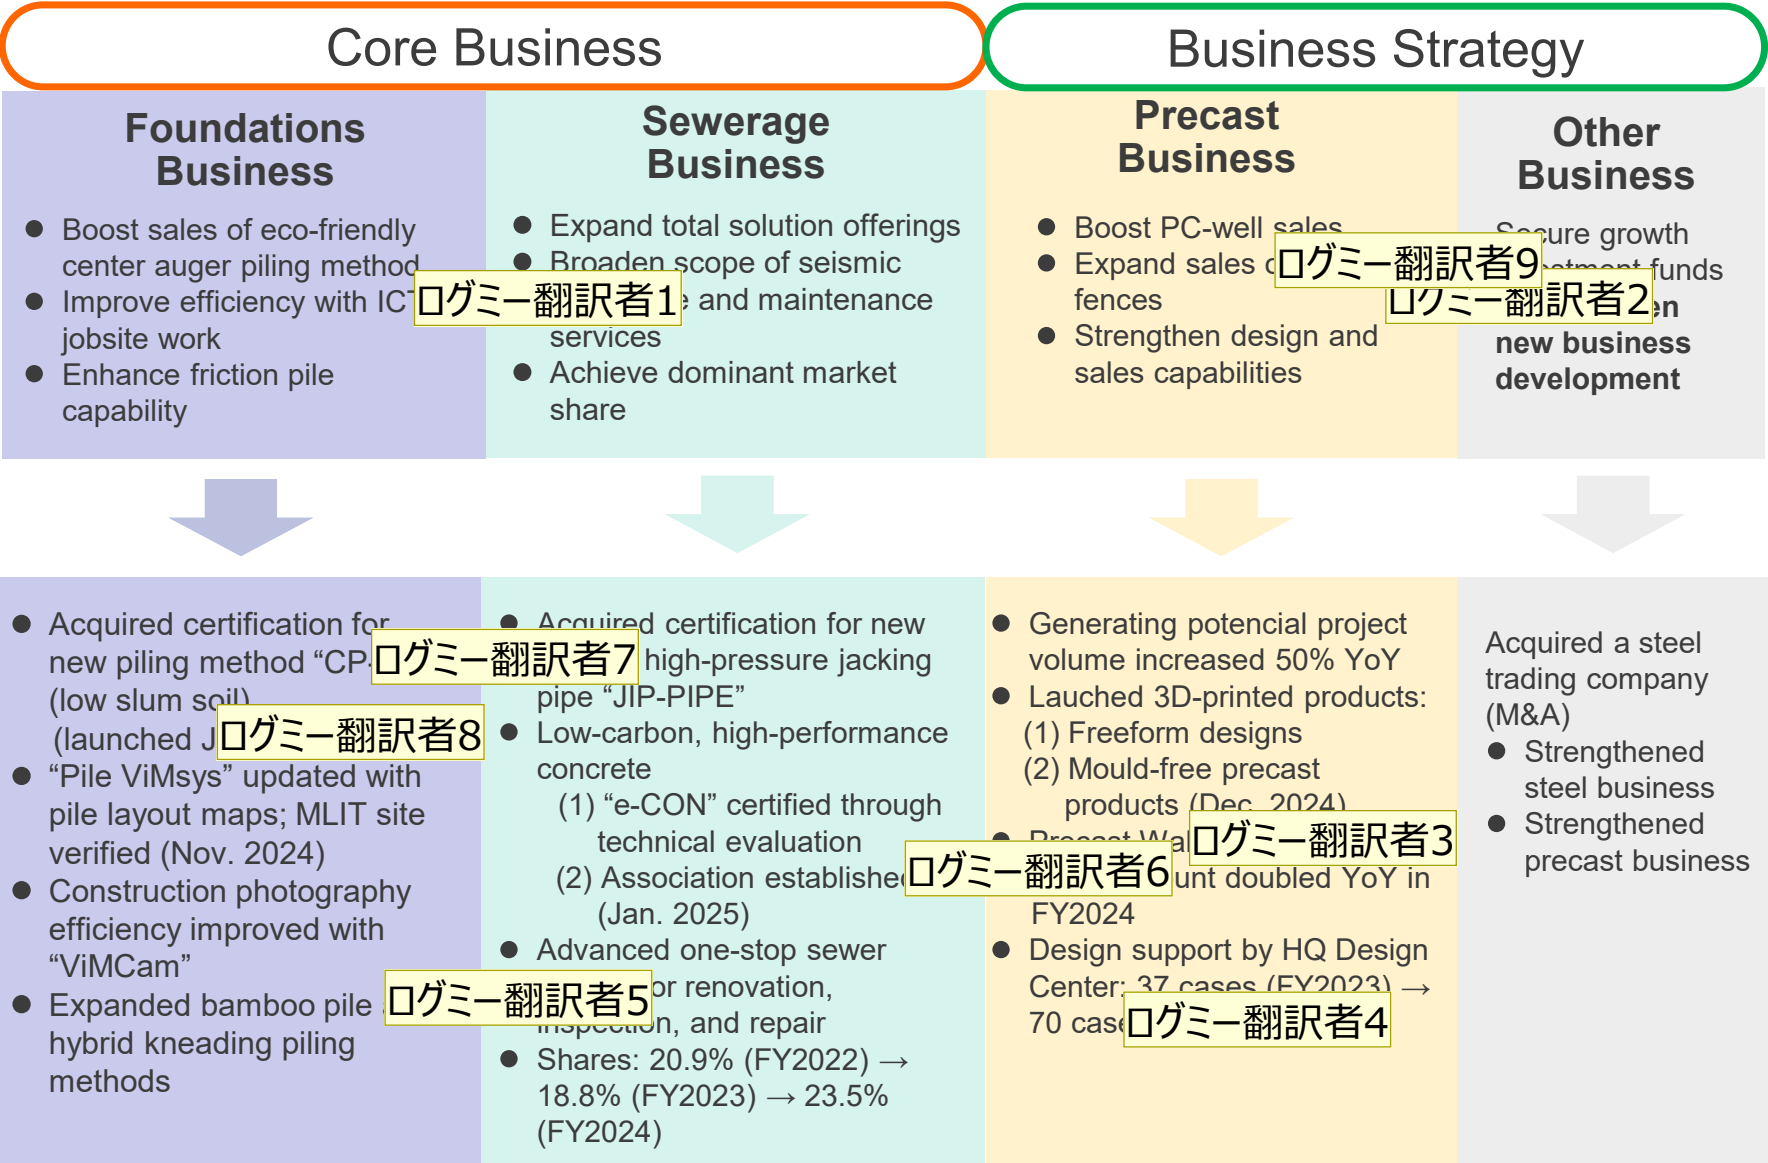 Core Business
Business Strategy
Foundations
Business
● Boost sales of eco-friendly
center auger piling method
● Improve efficiency with ICT
jobsite work
● Enhance friction pile
capability
Sewerage
Business
● Expand total solution offerings
● Broaden scope of seismic
and maintenance
services
● Achieve dominant market
share
Precast
Business
● Boost PC-well sales
● Expand sales
fences
● Strengthen design and
sales capabilities
Other
Business
Secure growth
funds
new business
development
ログミー翻訳者1
ログミー翻訳者9
ログミー翻訳者2
● Acquired certification for
new piling method “CP-
(low slum soil)
(launched
● “Pile ViMsys” updated with
pile layout maps; MLIT site
verified (Nov. 2024)
● Construction photography
efficiency improved with
“ViMCam”
● Expanded bamboo pile
hybrid kneading piling
methods
ログミー翻訳者7
ログミー翻訳者8
ログミー翻訳者5
● Acquired certification for new
high-pressure jacking
pipe “JIP-PIPE”
● Low-carbon, high-performance
concrete
(1) “e-CON” certified through
technical evaluation
(2) Association established
(Jan. 2025)
● Advanced one-stop sewer
renovation,
inspection, and repair
● Shares: 20.9% (FY2022) →
18.8% (FY2023) → 23.5%
(FY2024)
● Generating potencial project
volume increased 50% YoY
● Lauched 3D-printed products:
(1) Freeform designs
(2) Mould-free precast
products (Dec. 2024)
● Precast
doubled YoY in
FY2024
● Design support by HQ Design
Center: 37 cases (FY2023) →
70
ログミー翻訳者3
ログミー翻訳者6
ログミー翻訳者4
Acquired a steel
trading company
(M&A)
● Strengthened
steel business
● Strengthened
precast business